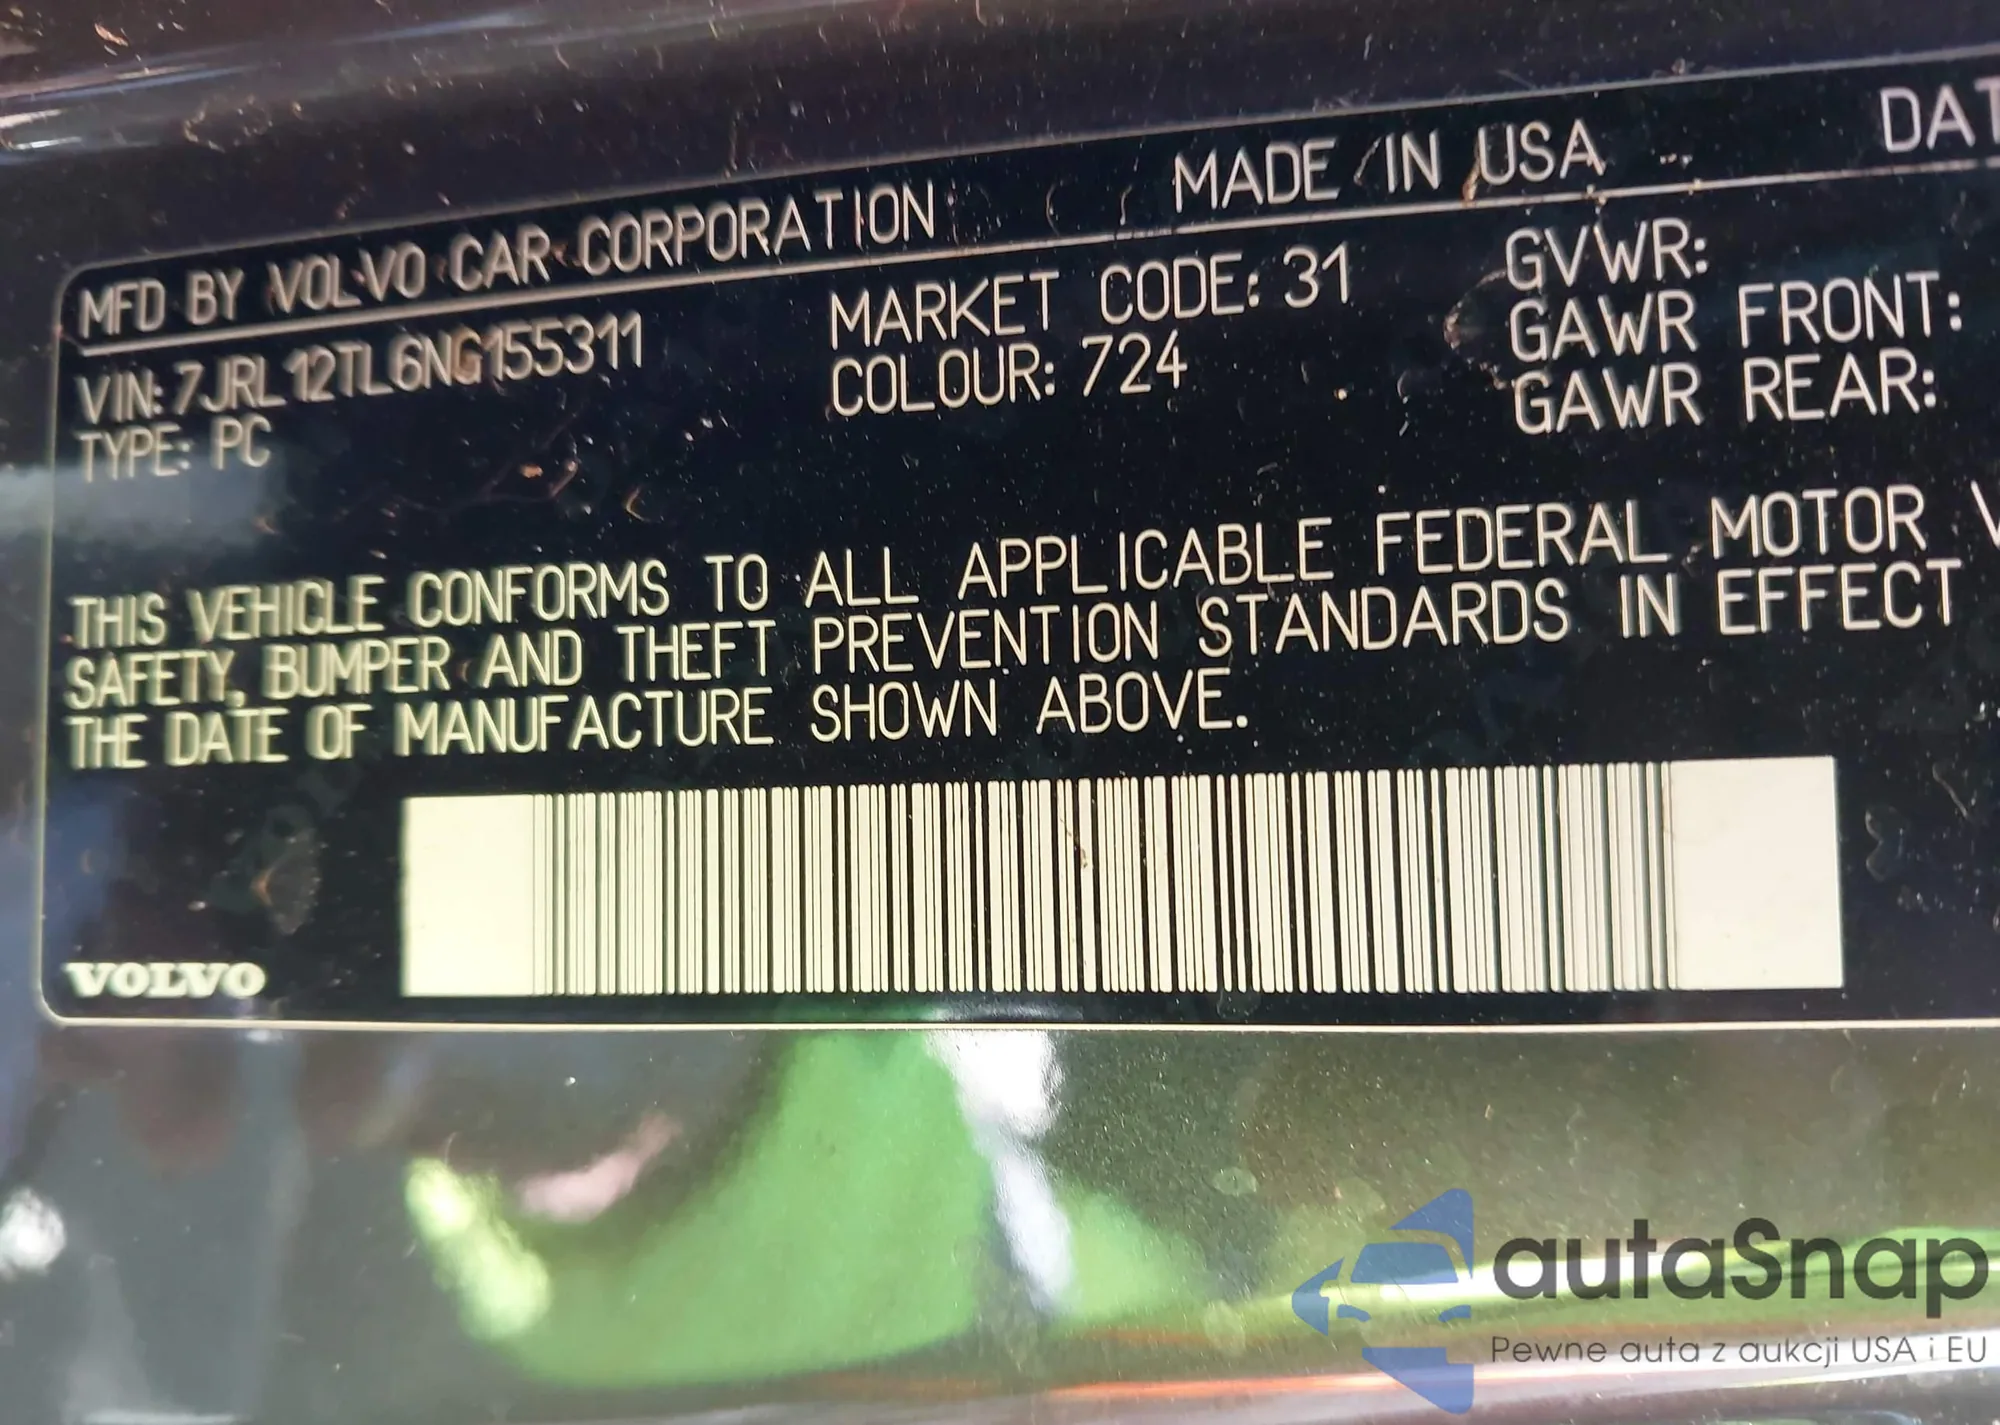 MFD BY VOLVO CAR CORPORATION MADE IN USA DAT
VIN: 7JRL12TL6NG155311 MARKET CODE: 31 GVWR:
TYPE: PC COLOUR: 724 GAWR FRONT:
GAWR REAR:
THIS VEHICLE CONFORMS TO ALL APPLICABLE FEDERAL MOTOR V
SAFETY, BUMPER AND THEFT PREVENTION STANDARDS IN EFFECT
THE DATE OF MANUFACTURE SHOWN ABOVE.
VOLVO
autaSnap
Pewne auta z aukcji USA i EU